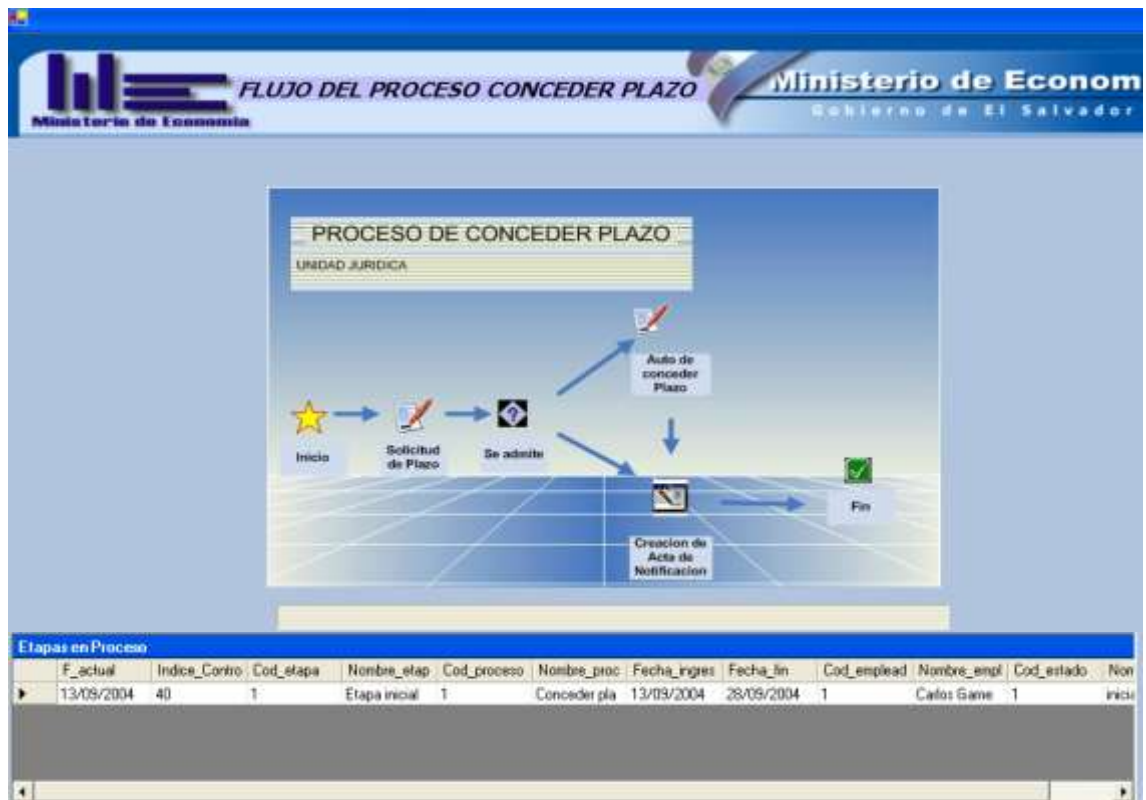 FLUJO DEL PROCESO CONCEDER PLAZO
Ministerio de Econom
Gobierno de El Salvador
Ministerio de Economia
PROCESO DE CONCEDER PLAZO
UNIDAD JURIDICA
Auto de
conceder
Plazo
Inicio
Solicitud
de Plazo
Se admite
Fin
Creacion de
Acta de
Notificacion
Etapas en Proceso
F_actual Indice_Contro Cod_etapa Nombre_etap Cod_proceso Nombre_proc Fecha_ingres Fecha_fin Cod_emplead Nombre_empl Cod_estado Nom
13/09/2004 40 1 Etapa inicial 1 Conceder pla 13/09/2004 28/09/2004 1 Carlos Game 1 inicia